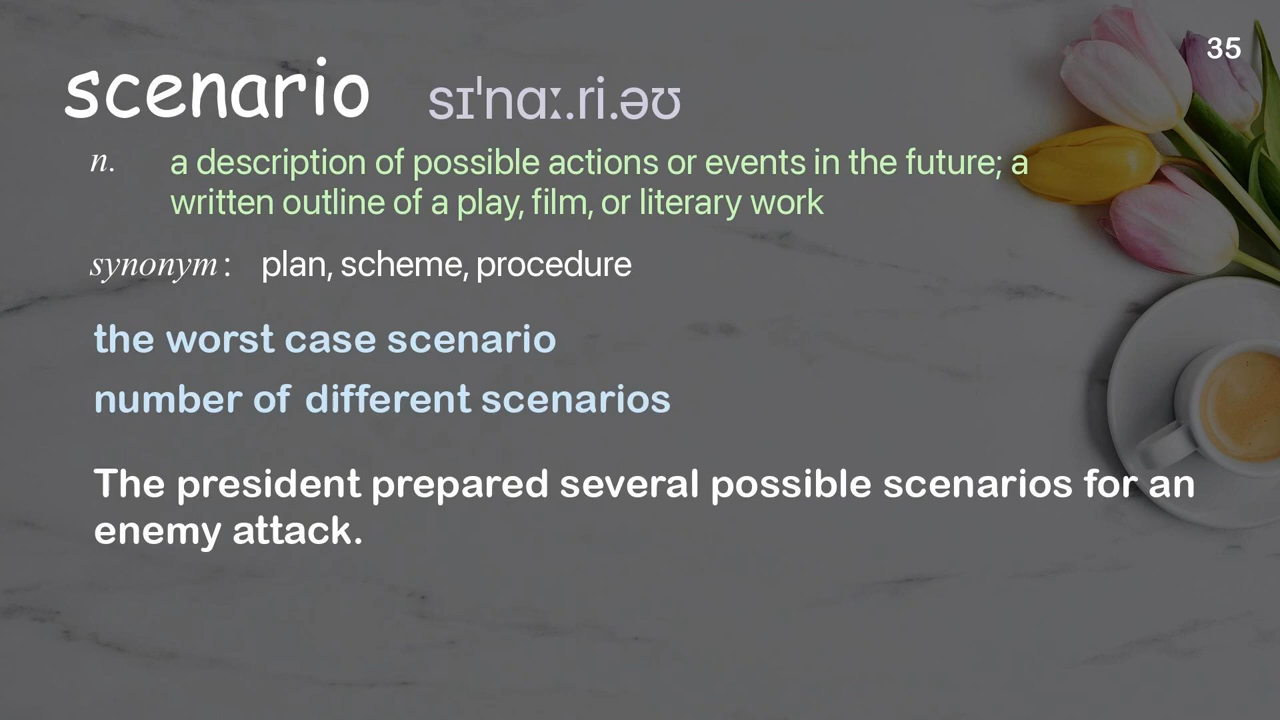 35
scenario sɪˈnɑː.ri.əʊ
n. a description of possible actions or events in the future; a
written outline of a play, film, or literary work
synonym: plan, scheme, procedure
the worst case scenario
number of different scenarios
The president prepared several possible scenarios for an
enemy attack.